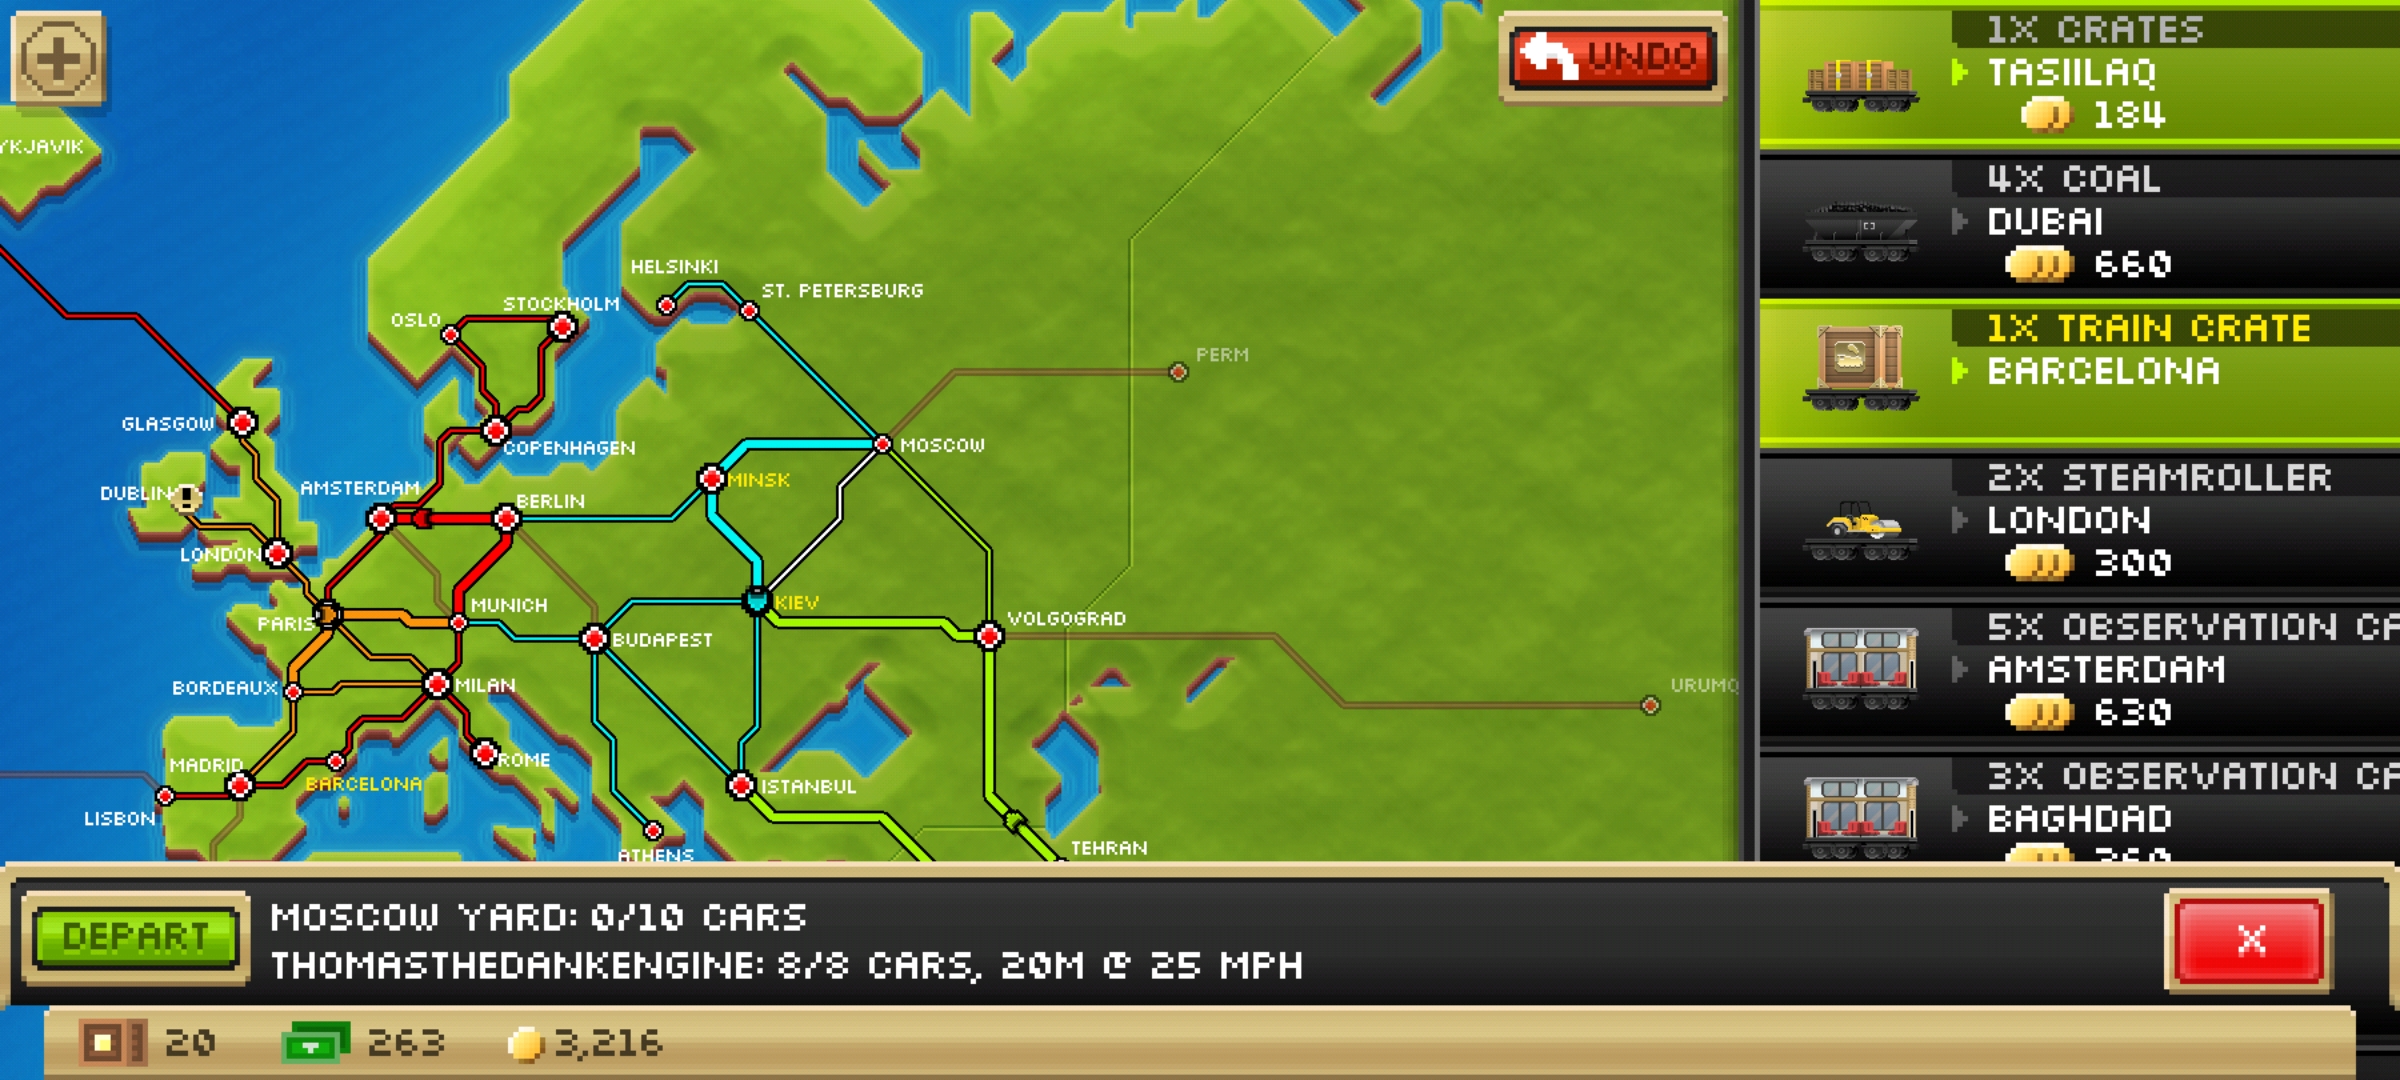 UNDO
YKJAVIK
HELSINKI
ST. PETERSBURG
STOCKHOLM
OSLO
PERM
GLASGOW
COPENHAGEN
MOSCOW
AMSTERDAM
MINSK
DUBLIN
BERLIN
LONDON
MUNICH
KIEV
PARIS
VOLGOGRAD
BUDAPEST
BORDEAUX
MILAN
URUMQ
MADRID
ROME
BARCELONA
ISTANBUL
LISBON
ATHENS
TEHRAN
1X CRATES
TASIILAQ
184
4X COAL
DUBAI
660
1X TRAIN CRATE
BARCELONA
2X STEAMROLLER
LONDON
300
5X OBSERVATION CA
AMSTERDAM
630
3X OBSERVATION CA
BAGHDAD
360
DEPART
MOSCOW YARD: 0/10 CARS
THOMASTHEDANKENGINE: 8/8 CARS, 20M @ 25 MPH
X
20
263
3,216